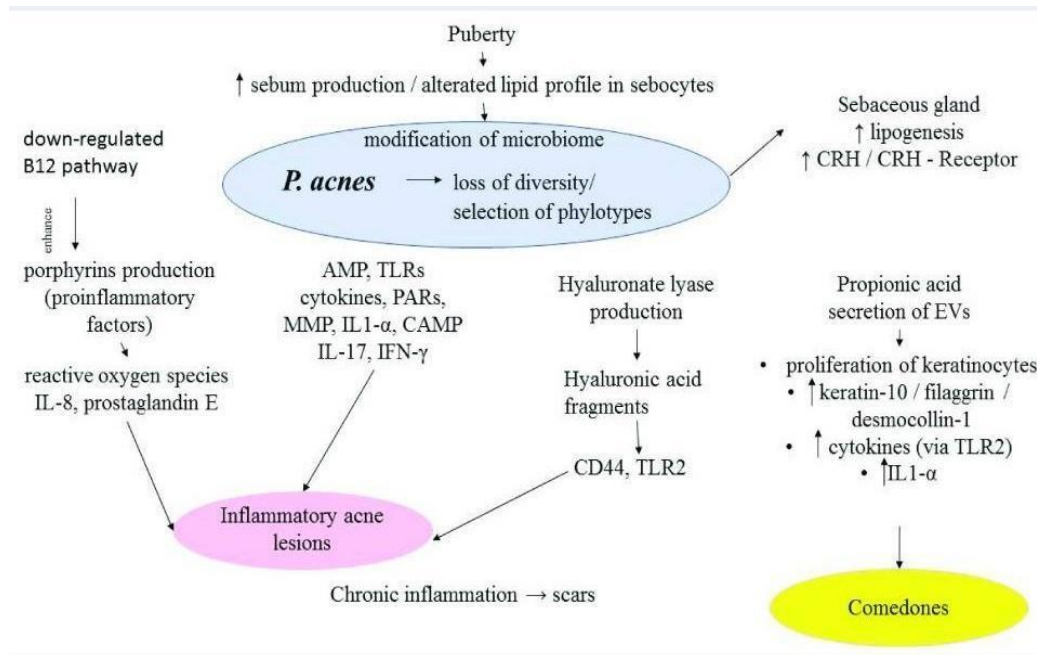 Puberty
↑ sebum production / altered lipid profile in sebocytes
modification of microbiome
P. acnes → loss of diversity/
selection of phylotypes
Sebaceous gland
↑ lipogenesis
↑ CRH / CRH - Receptor
down-regulated
B12 pathway
enhance
porphyrins production
(proinflammatory
factors)
reactive oxygen species
IL-8, prostaglandin E
AMP, TLRs
cytokines, PARs,
MMP, IL1-α, CAMP
IL-17, IFN-γ
Hyaluronate lyase
production
Hyaluronic acid
fragments
CD44, TLR2
Propionic acid
secretion of EVs
• proliferation of keratinocytes
• ↑keratin-10 / filaggrin /
desmocollin-1
• ↑ cytokines (via TLR2)
• ↑IL1-α
Inflammatory acne
lesions
Chronic inflammation → scars
Comedones